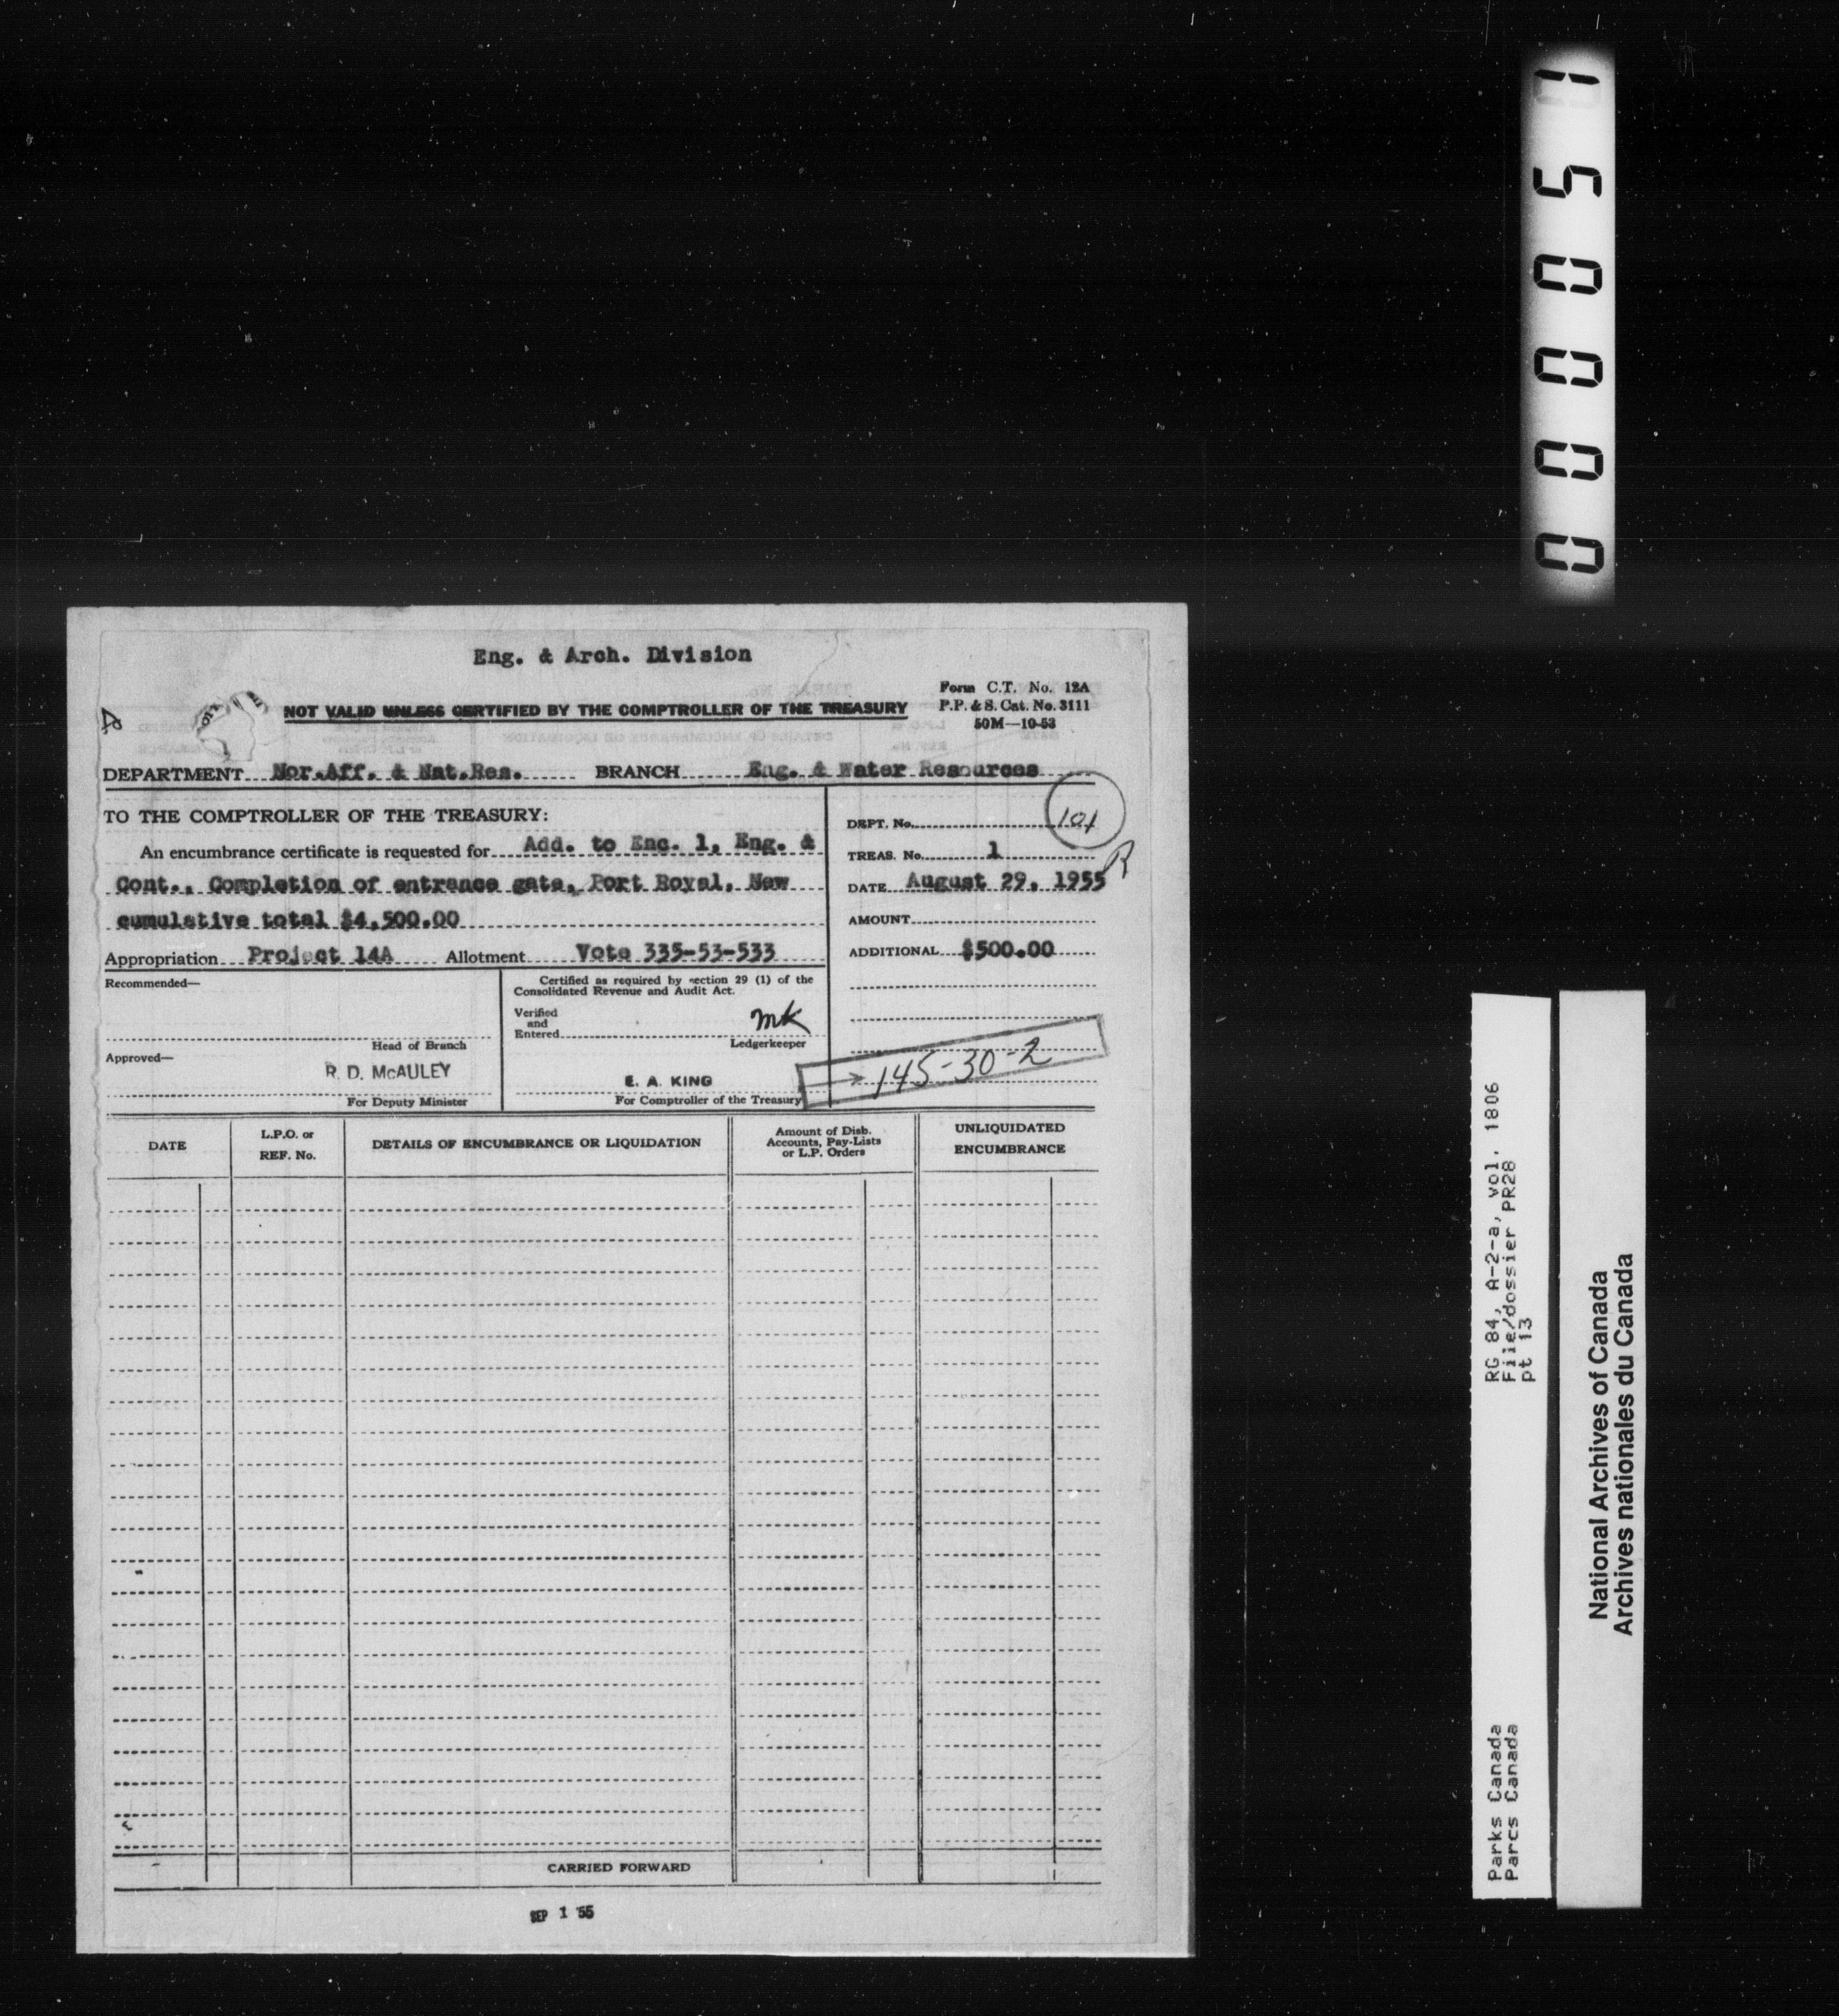 Eng. & Arch. Division
Form C.T. No. 12A
P.P. & S. Cat. No. 3111
50M—10-53
NOT VALID UNLESS CERTIFIED BY THE COMPTROLLER OF THE TREASURY
DEPARTMENT Nor.Aff. & Nat.Res. BRANCH Eng. & Water Resources
TO THE COMPTROLLER OF THE TREASURY:
An encumbrance certificate is requested for Add. to Enc. 1, Eng. &
Cont., Completion of entrance gate, Port Royal, New
cumulative total $4,500.00
Appropriation Project 14A Allotment Vote 335-53-533
DEPT. No. 101
TREAS. No. 1
R
DATE August 29, 1955
AMOUNT
ADDITIONAL $500.00
145-30-2
Recommended—
Head of Branch
Approved—
R. D. McAULEY
For Deputy Minister
Certified as required by section 29 (1) of the
Consolidated Revenue and Audit Act.
Verified
and
Entered
MK
Ledgerkeeper
E. A. KING
For Comptroller of the Treasury
DATE
L.P.O. or
REF. No.
DETAILS OF ENCUMBRANCE OR LIQUIDATION
Amount of Disb.
Accounts, Pay-Lists
or L.P. Orders
UNLIQUIDATED
ENCUMBRANCE
CARRIED FORWARD
SEP 1 55
000051
RG 84, A-2-a, vol. 1806
File/dossier PR28
pt 13
Parks Canada
Parcs Canada
National Archives of Canada
Archives nationales du Canada